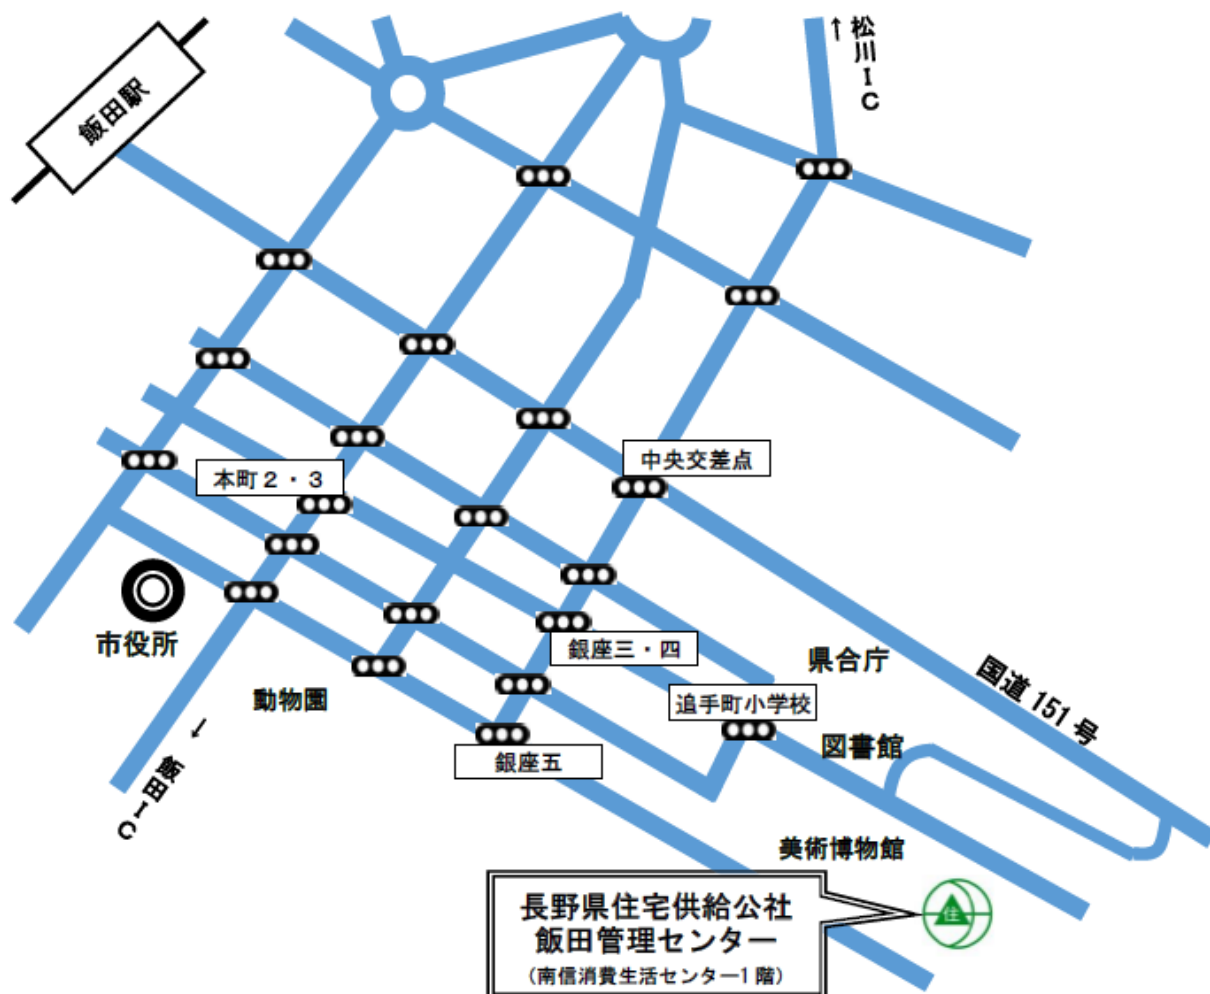 飯田駅
↑松川IC
中央交差点
本町2・3
銀座三・四
市役所
県合庁
動物園
追手町小学校
国道151号
図書館
銀座五
↓飯田IC
美術博物館
長野県住宅供給公社
飯田管理センター
(南信消費生活センター1階)
住